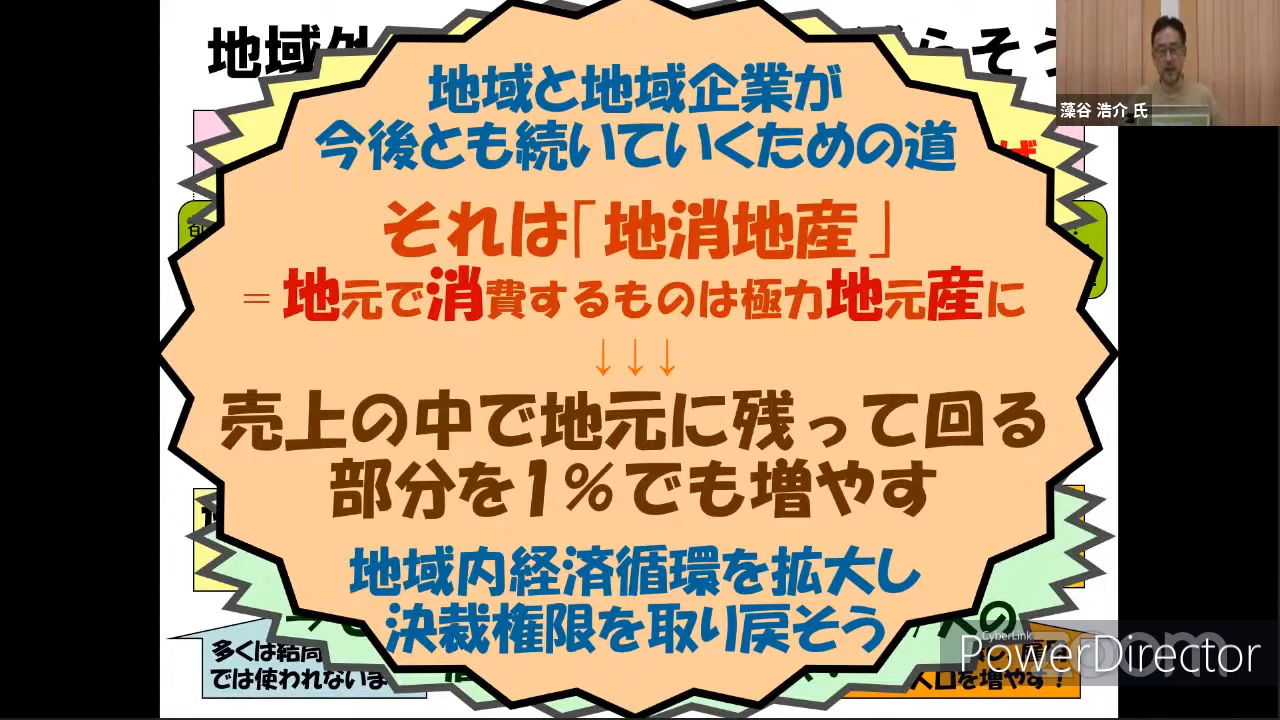 地域外
らそう
藻谷 浩介 氏
地域と地域企業が
今後とも続いていくための道
それは「地消地産」
=地元で消費するものは極力地元産に
↓↓↓
売上の中で地元に残って回る
部分を1%でも増やす
地域内経済循環を拡大し
決裁権限を取り戻そう
多くは結局
では使われないま
人口を増やす!
CyberLink
PowerDirector
zoom